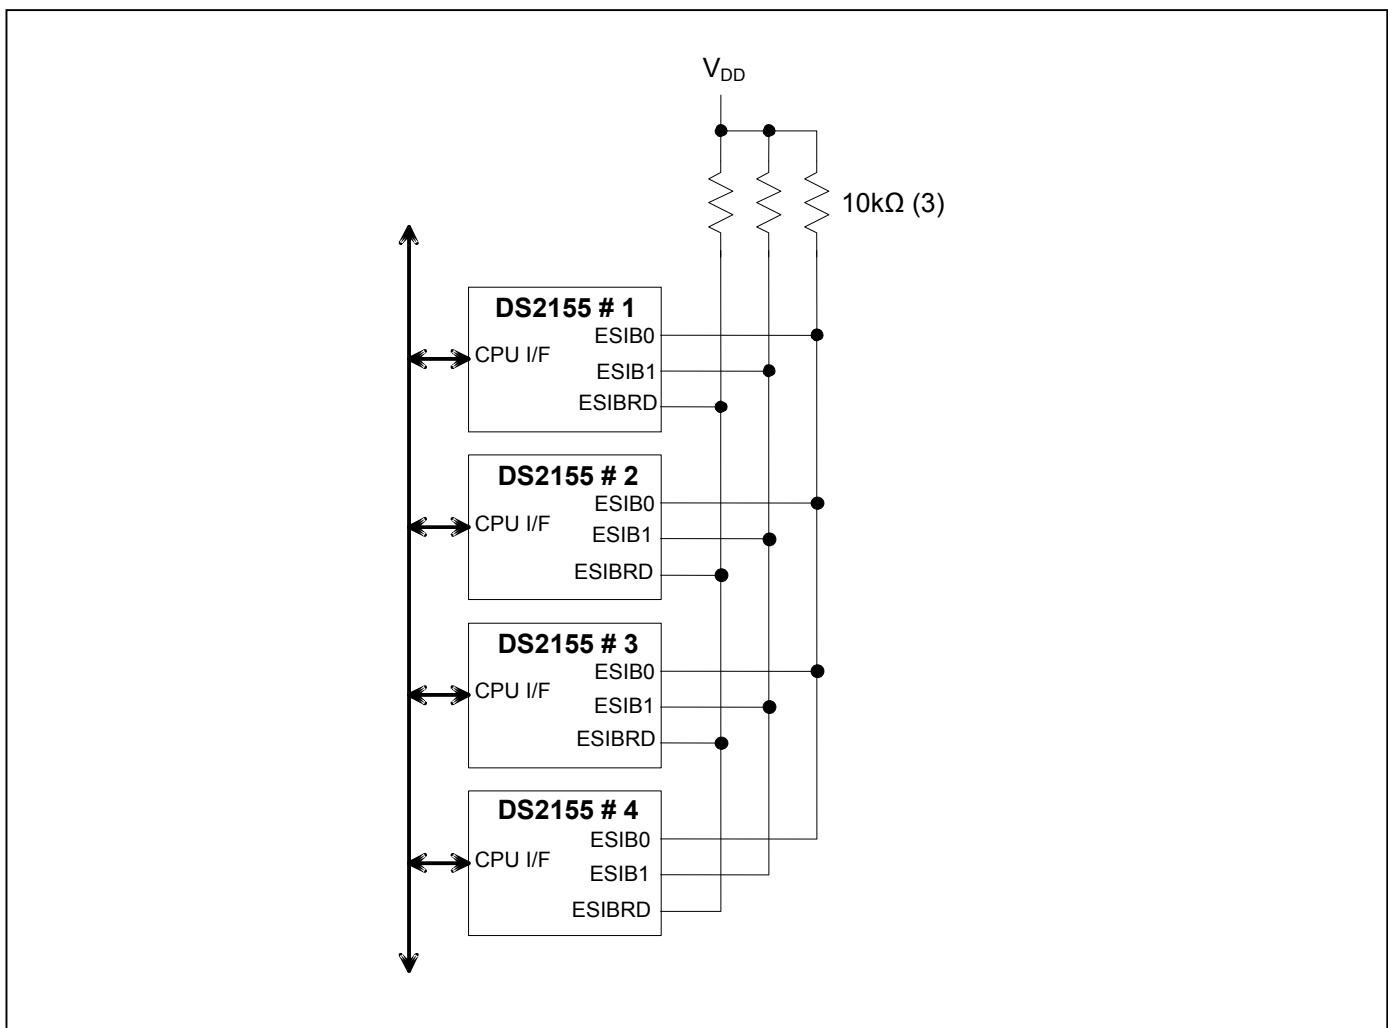 VDD
10kΩ (3)
DS2155 # 1
ESIB0
CPU I/F
ESIB1
ESIBRD
DS2155 # 2
ESIB0
CPU I/F
ESIB1
ESIBRD
DS2155 # 3
ESIB0
CPU I/F
ESIB1
ESIBRD
DS2155 # 4
ESIB0
CPU I/F
ESIB1
ESIBRD